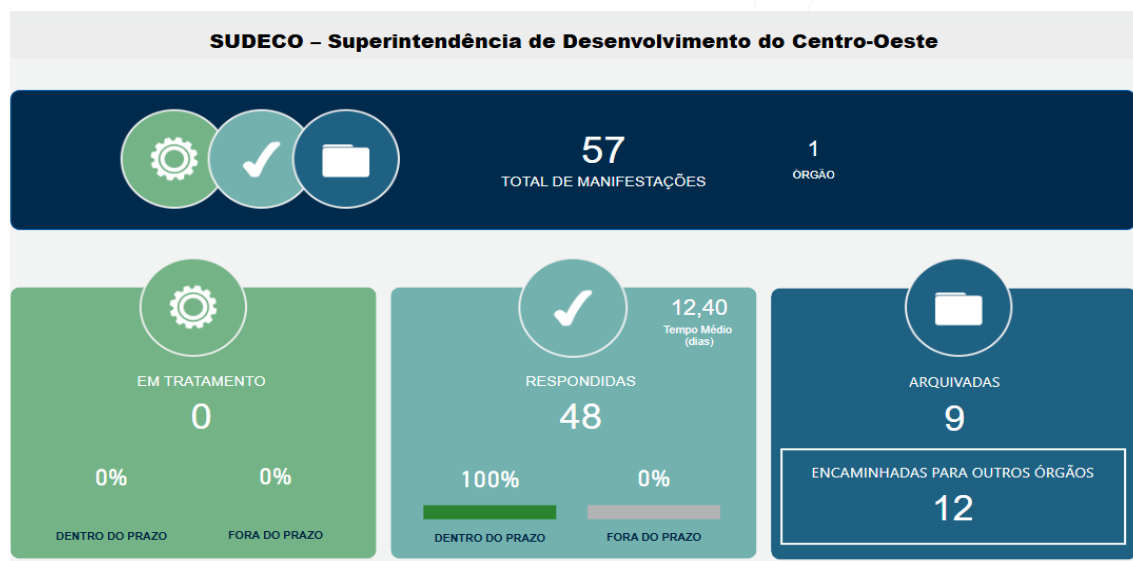 SUDECO – Superintendência de Desenvolvimento do Centro-Oeste
57
TOTAL DE MANIFESTAÇÕES
1
ÓRGÃO
EM TRATAMENTO
0
0%
0%
DENTRO DO PRAZO
FORA DO PRAZO
12,40
Tempo Médio
(dias)
RESPONDIDAS
48
100%
0%
DENTRO DO PRAZO
FORA DO PRAZO
ARQUIVADAS
9
ENCAMINHADAS PARA OUTROS ÓRGÃOS
12